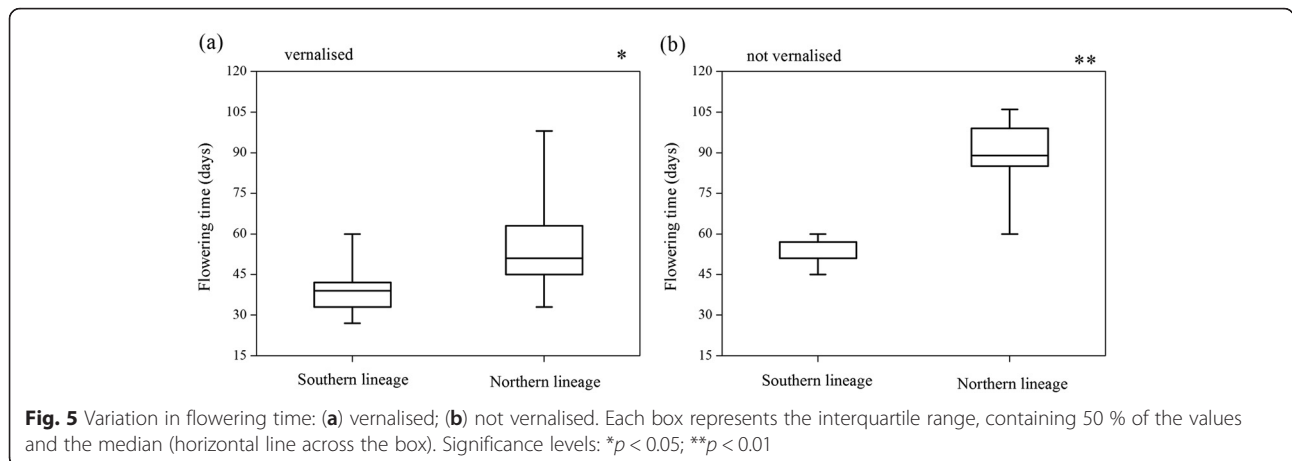 (a)
vernalised *
120
105
90
75
60
45
30
15
Flowering time (days)
Southern lineage Northern lineage
(b)
not vernalised **
120
105
90
75
60
45
30
15
Flowering time (days)
Southern lineage Northern lineage
Fig. 5 Variation in flowering time: (a) vernalised; (b) not vernalised. Each box represents the interquartile range, containing 50 % of the values
and the median (horizontal line across the box). Significance levels: *p < 0.05; **p < 0.01